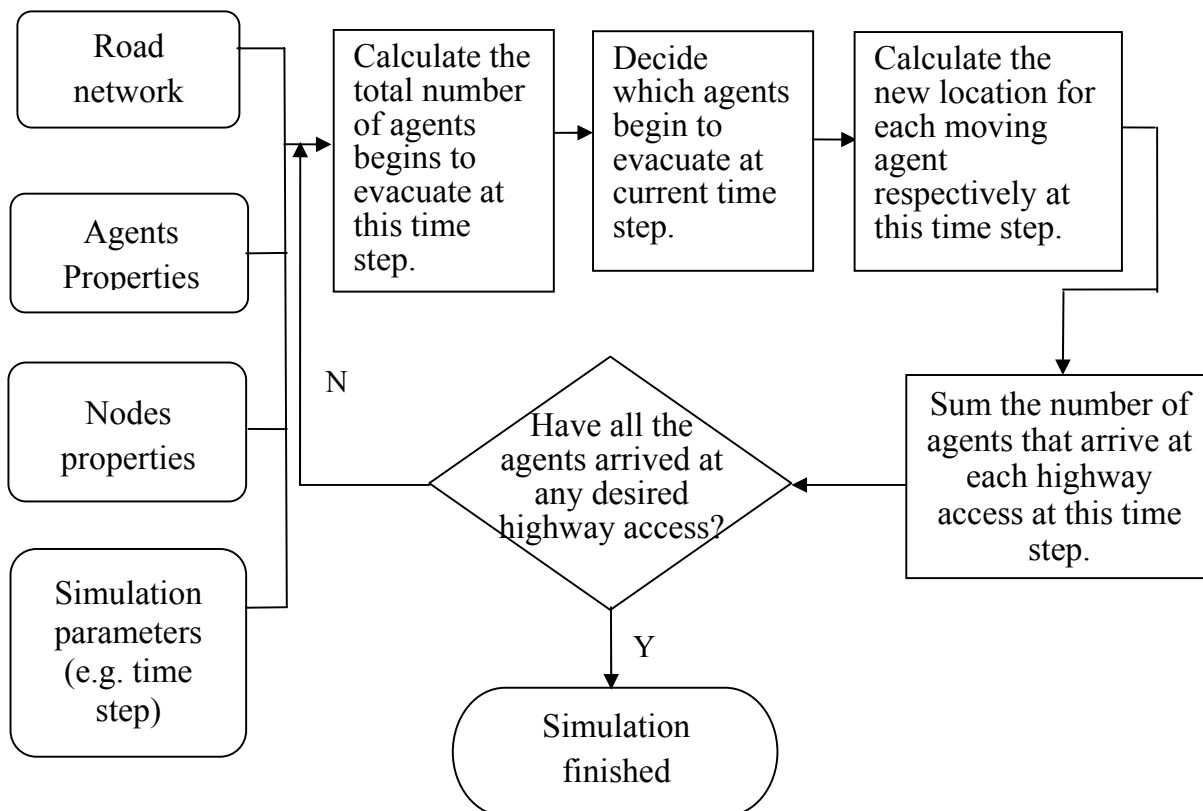 Road
network
Agents
Properties
Nodes
properties
Simulation
parameters
(e.g. time
step)
Calculate the
total number
of agents
begins to
evacuate at
this time
step.
Decide
which agents
begin to
evacuate at
current time
step.
Calculate the
new location for
each moving
agent
respectively at
this time step.
Sum the number of
agents that arrive at
each highway
access at this time
step.
Have all the
agents arrived at
any desired
highway access?
N
Y
Simulation
finished